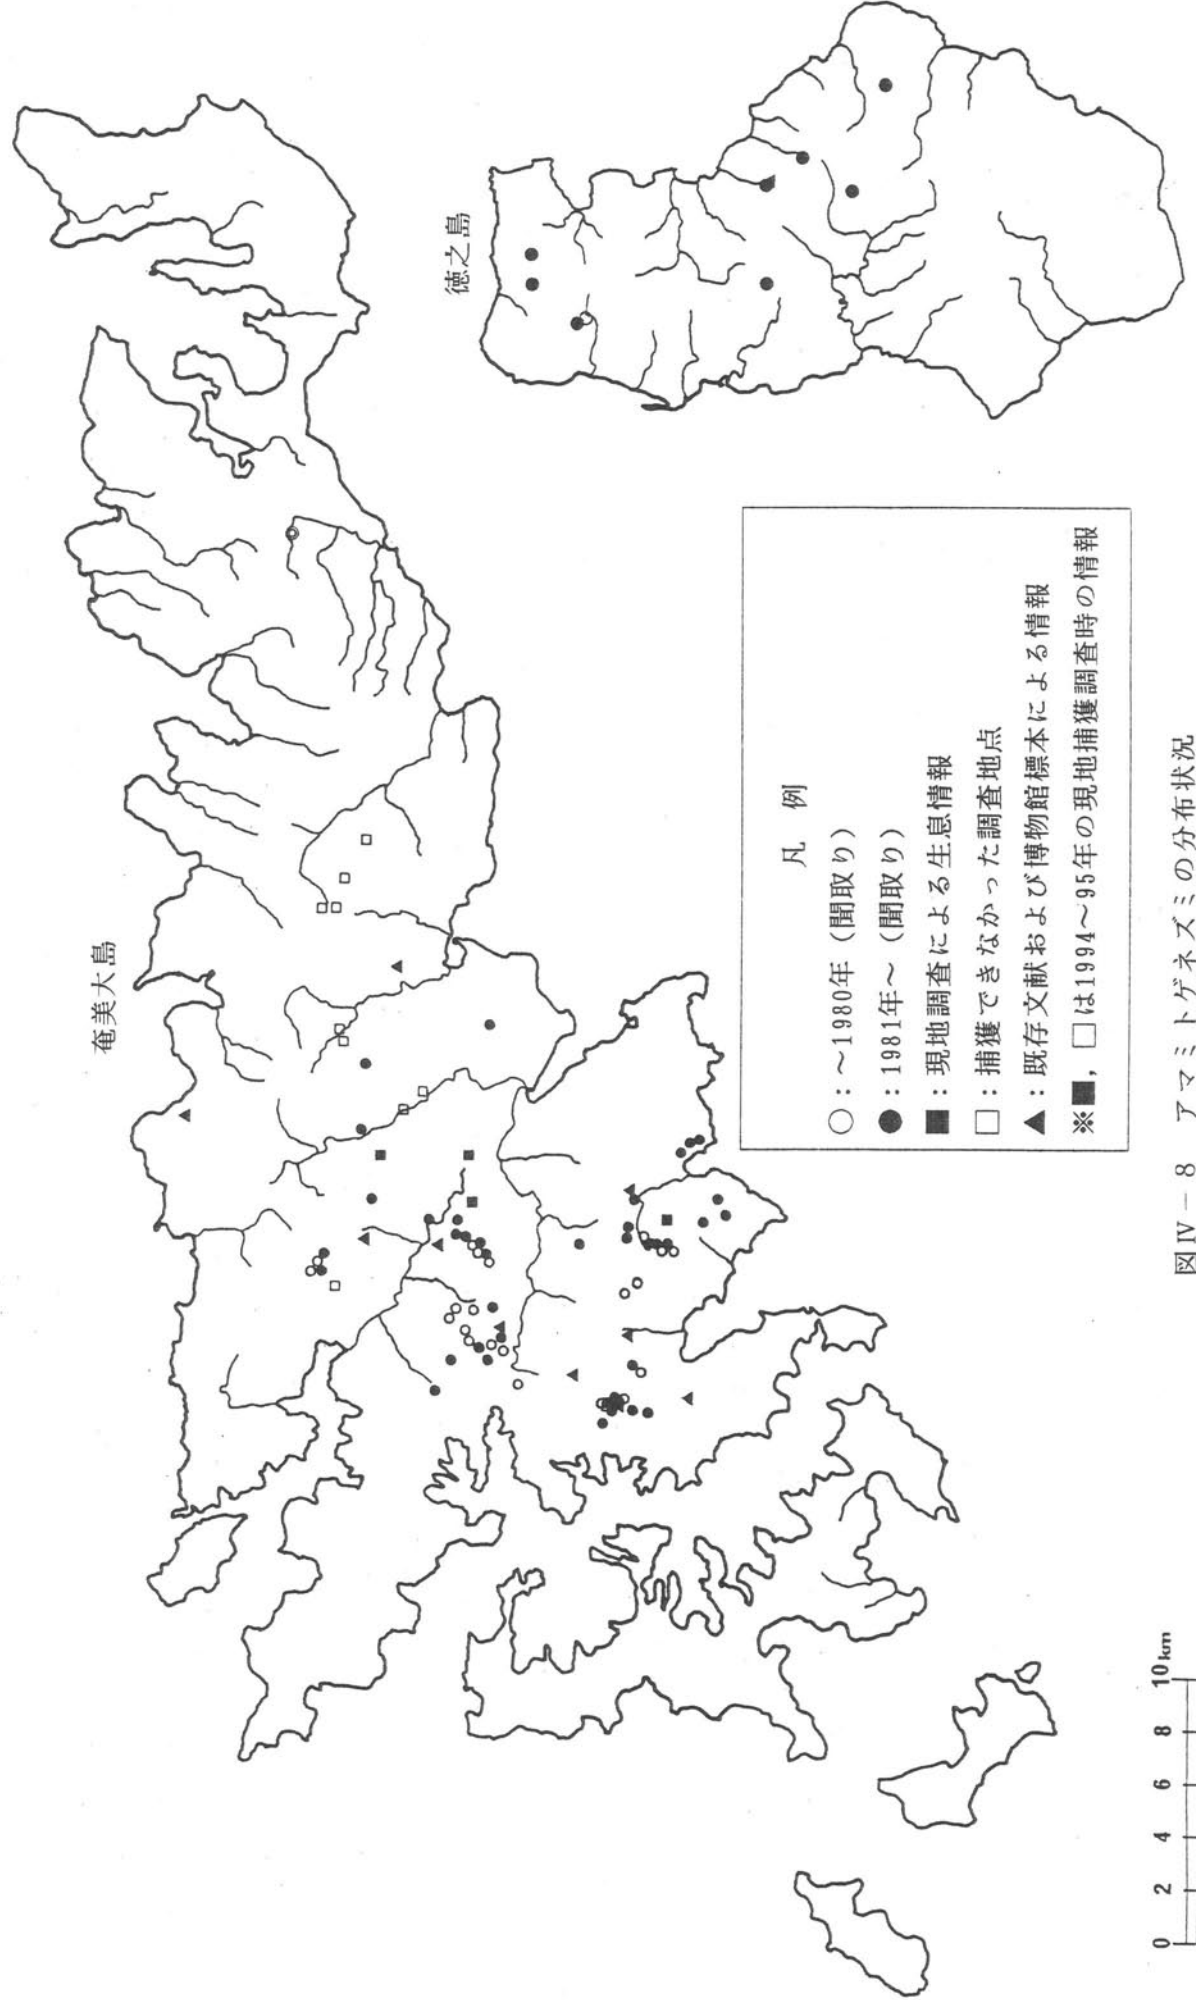 奄美大島
徳之島
凡 例
○：～1980年（聞取り）
●：1981年～（聞取り）
■：現地調査による生息情報
□：捕獲できなかった調査地点
▲：既存文献および博物館標本による情報
※■，□は1994～95年の現地捕獲調査時の情報
0 2 4 6 8 10km
図Ⅳ－8 アマミトゲネズミの分布状況